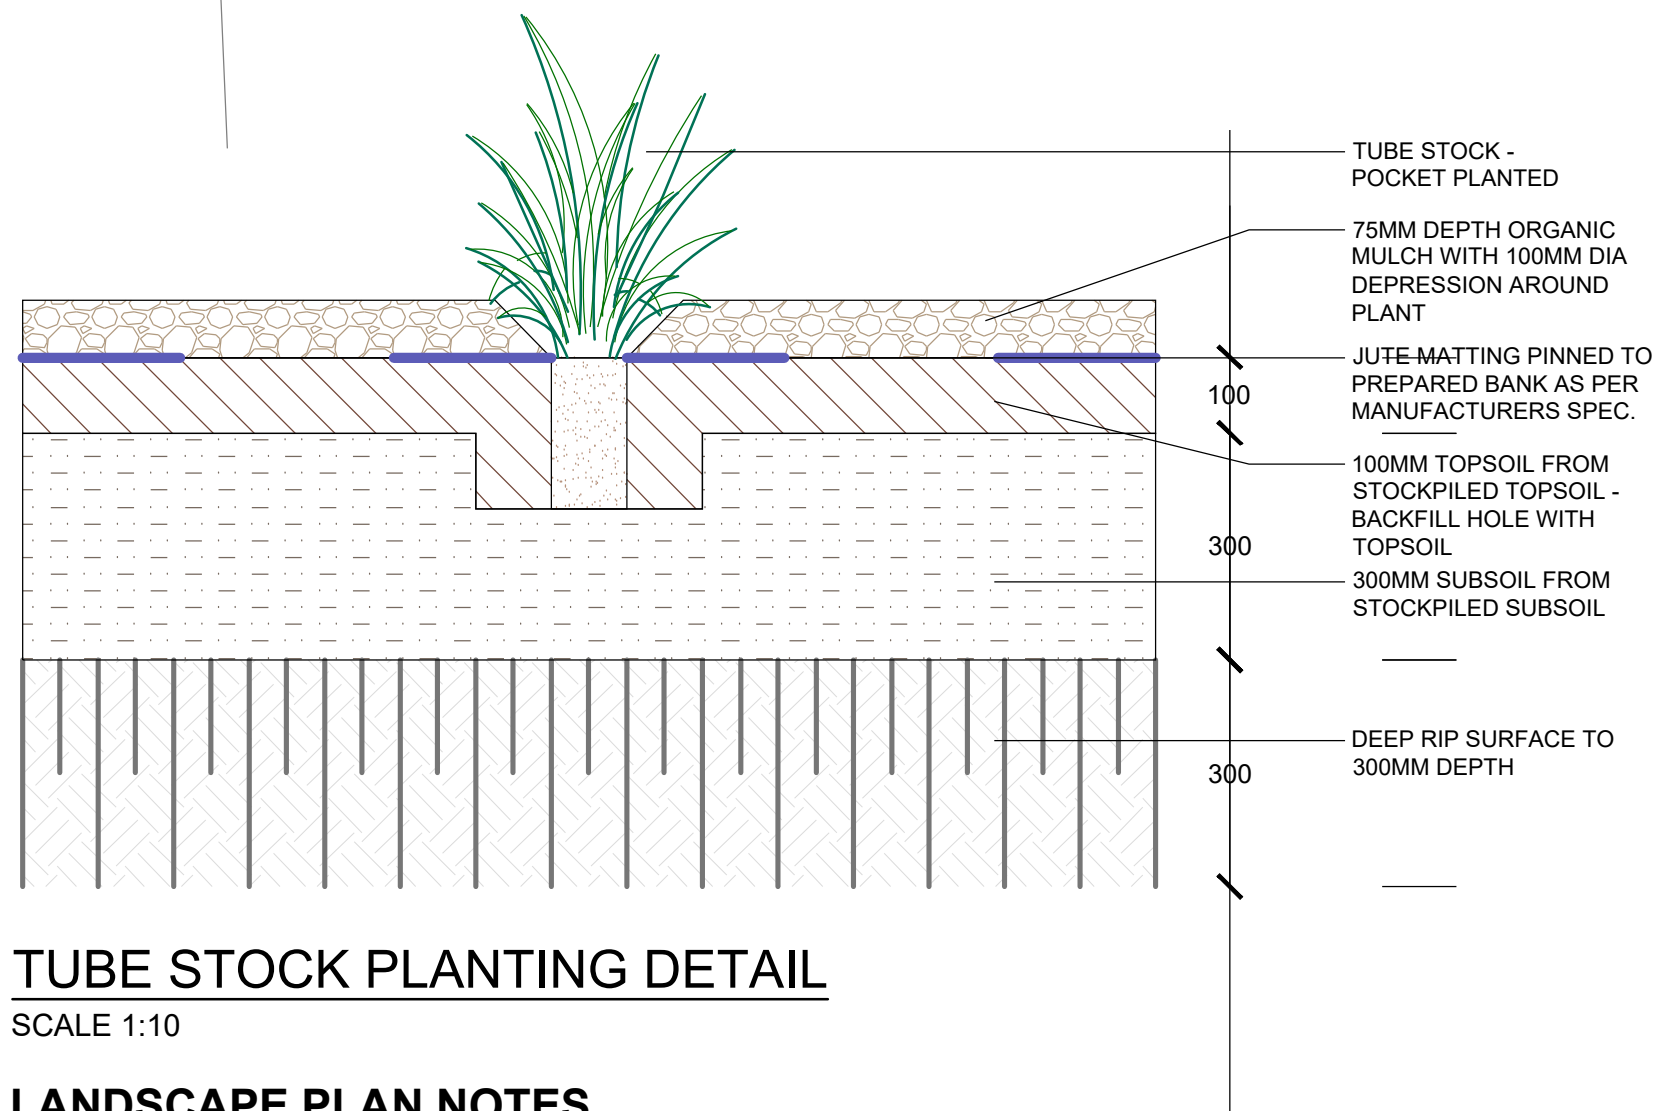 TUBE STOCK -
POCKET PLANTED
75MM DEPTH ORGANIC
MULCH WITH 100MM DIA
DEPRESSION AROUND
PLANT
JUTE MATTING PINNED TO
PREPARED BANK AS PER
MANUFACTURERS SPEC.
100
100MM TOPSOIL FROM
STOCKPILED TOPSOIL -
BACKFILL HOLE WITH
TOPSOIL
300
300MM SUBSOIL FROM
STOCKPILED SUBSOIL
DEEP RIP SURFACE TO
300MM DEPTH
300
TUBE STOCK PLANTING DETAIL
SCALE 1:10
LANDSCAPE PLAN NOTES